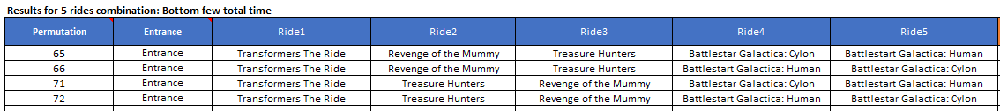 Results for 5 rides combination: Bottom few total time
Permutation Entrance Ride1 Ride2 Ride3 Ride4 Ride5
65 Entrance Transformers The Ride Revenge of the Mummy Treasure Hunters Battlestar Galactica: Cylon Battlestart Galactica: Human
66 Entrance Transformers The Ride Revenge of the Mummy Treasure Hunters Battlestart Galactica: Human Battlestar Galactica: Cylon
71 Entrance Transformers The Ride Treasure Hunters Revenge of the Mummy Battlestar Galactica: Cylon Battlestart Galactica: Human
72 Entrance Transformers The Ride Treasure Hunters Revenge of the Mummy Battlestart Galactica: Human Battlestar Galactica: Cylon